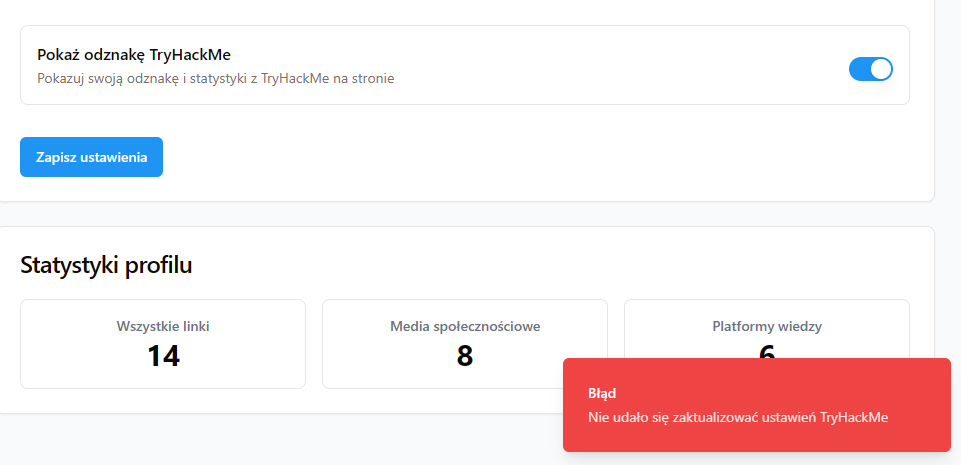 Pokaż odznakę TryHackMe
Pokazuj swoją odznakę i statystyki z TryHackMe na stronie
Zapisz ustawienia
Statystyki profilu
Wszystkie linki
14
Media społecznościowe
8
Platformy wiedzy
6
Błąd
Nie udało się zaktualizować ustawień TryHackMe